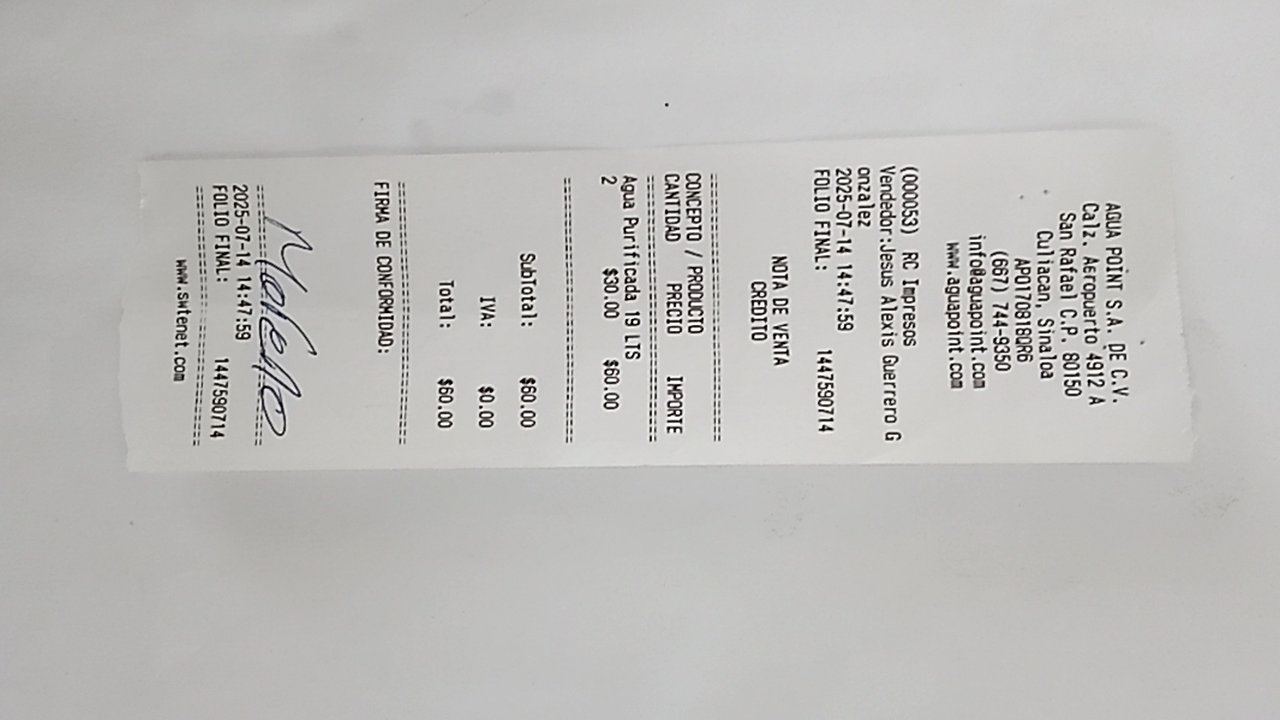 AGUA POINT S.A. DE C.V.
Calz. Aeropuerto 4912 A
San Rafael C.P. 80150
Culiacan, Sinaloa
APO170818QR6
(667) 744-9350
info@aguapoint.com
www.aguapoint.com
(000053) RC Impresos
Vendedor:Jesus Alexis Guerrero G
onzalez
2025-07-14 14:47:59
FOLIO FINAL: 1447590714
NOTA DE VENTA
CREDITO
CONCEPTO / PRODUCTO
CANTIDAD PRECIO IMPORTE
Agua Purificada 19 LTS
2 $30.00 $60.00
SubTotal: $60.00
IVA: $0.00
Total: $60.00
FIRMA DE CONFORMIDAD:
Moreno
2025-07-14 14:47:59
FOLIO FINAL: 1447590714
www.swtenet.com